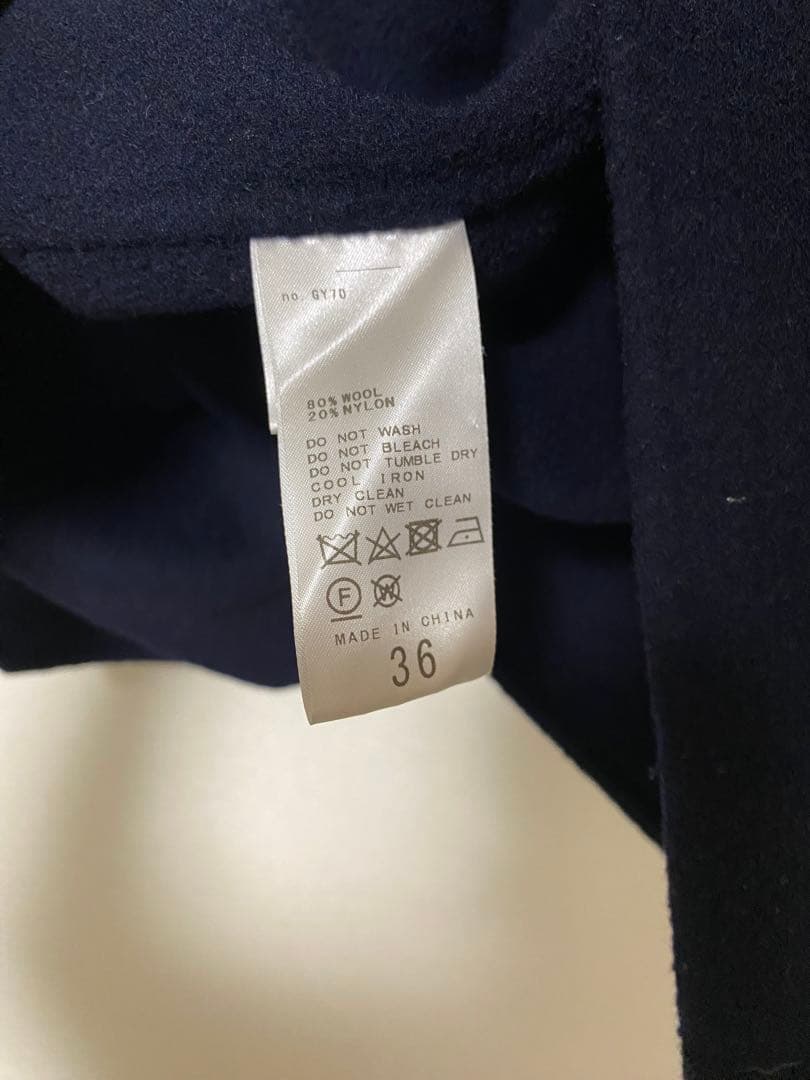 no. GY70
80% WOOL
20% NYLON
DO NOT WASH
DO NOT BLEACH
DO NOT TUMBLE DRY
COOL IRON
DRY CLEAN
DO NOT WET CLEAN
F W
MADE IN CHINA
36